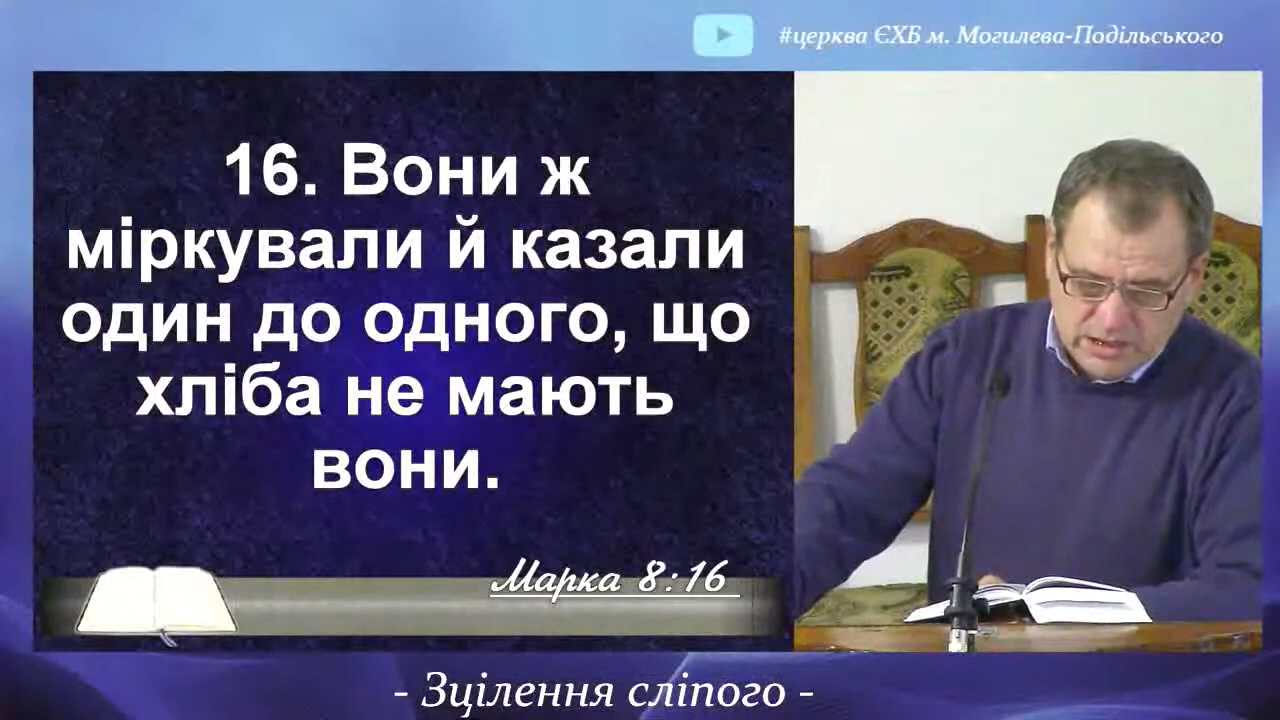 #церква ЄХБ м. Могилева-Подільського
16. Вони ж
міркували й казали
один до одного, що
хліба не мають
вони.
Марка 8:16
- Зцілення сліпого -